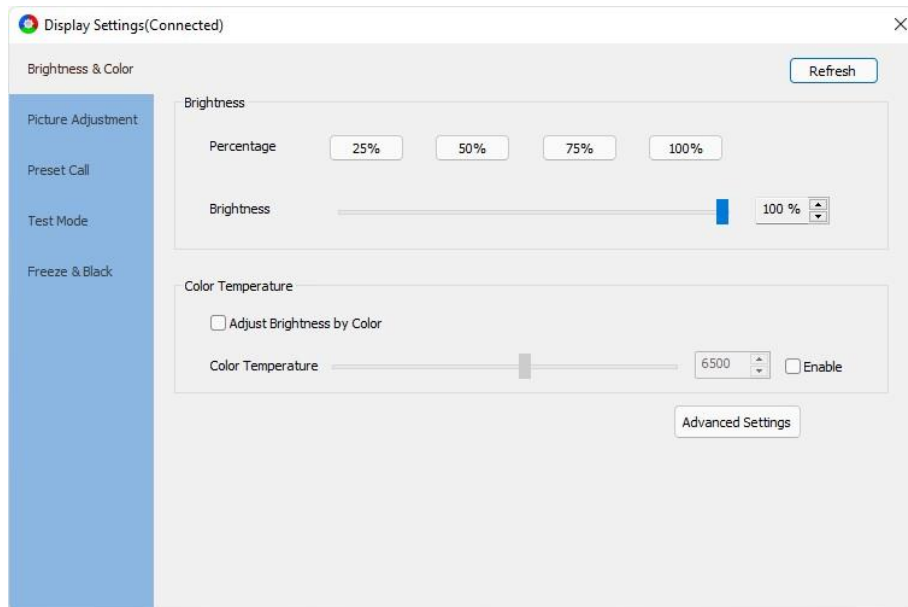 Display Settings(Connected)
Brightness & Color
Refresh
Picture Adjustment
Preset Call
Test Mode
Freeze & Black
Brightness
Percentage 25% 50% 75% 100%
Brightness 100 %
Color Temperature
Adjust Brightness by Color
Color Temperature 6500 Enable
Advanced Settings